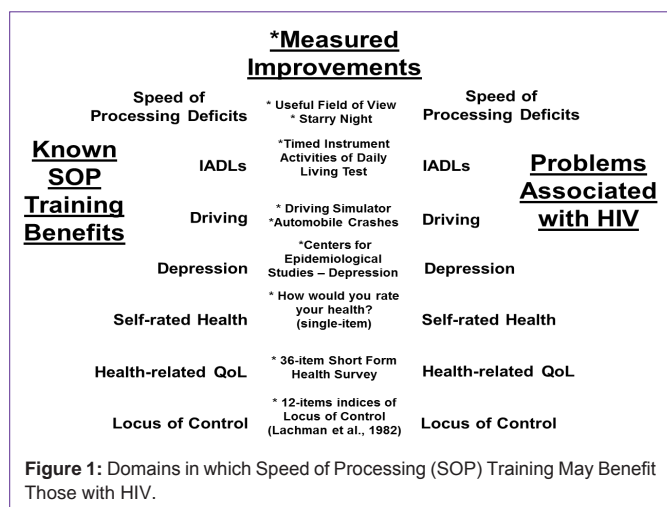 *Measured
Improvements
Known
SOP
Training
Benefits
Speed of
Processing Deficits
* Useful Field of View
* Starry Night
Speed of
Processing Deficits
IADLs
*Timed Instrument
Activities of Daily
Living Test
IADLs
Problems
Associated
with HIV
Driving
* Driving Simulator
*Automobile Crashes
Driving
Depression
*Centers for
Epidemiological
Studies – Depression
Depression
Self-rated Health
* How would you rate
your health?
(single-item)
Self-rated Health
Health-related QoL
* 36-item Short Form
Health Survey
Health-related QoL
Locus of Control
* 12-items indices of
Locus of Control
(Lachman et al., 1982)
Locus of Control
Figure 1: Domains in which Speed of Processing (SOP) Training May Benefit
Those with HIV.